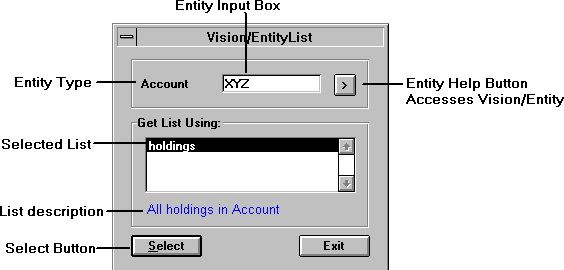 Entity Input Box
Vision/EntityList
Entity Type
Account
XYZ
>
Entity Help Button
Accesses Vision/Entity
Get List Using:
Selected List
holdings
List description
All holdings in Account
Select Button
Select
Exit